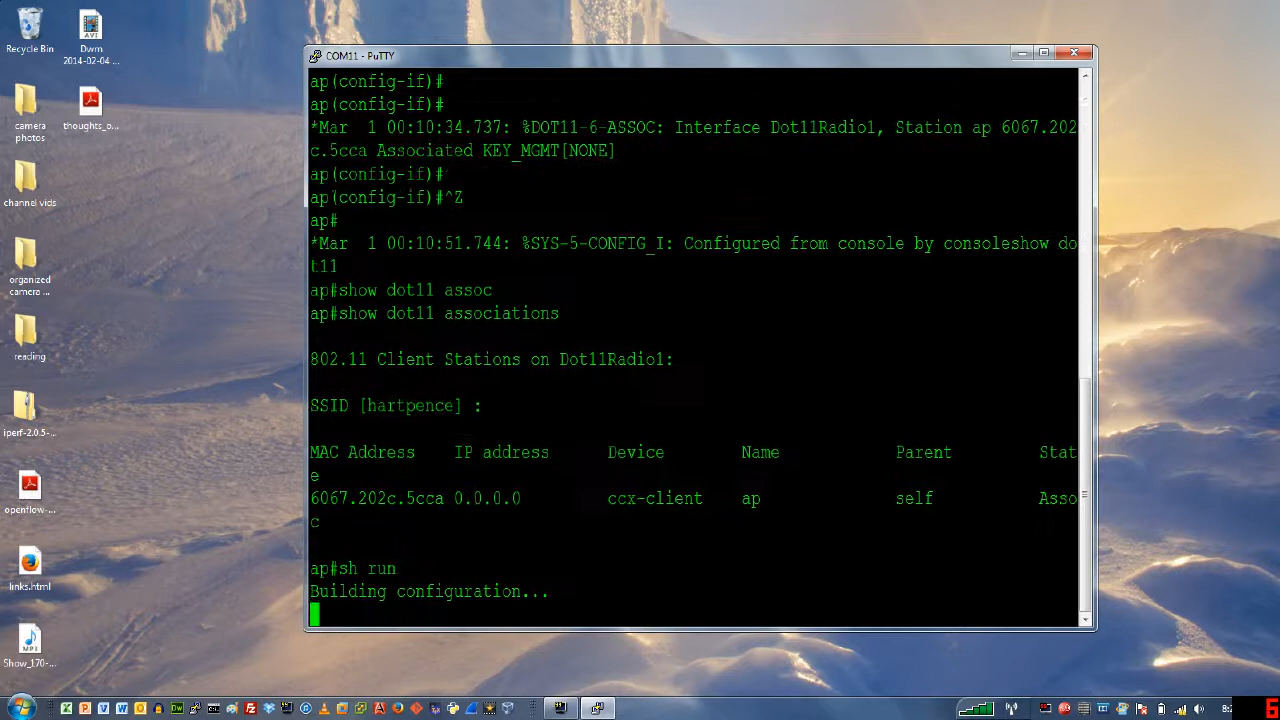 Recycle Bin
Dwm
2014-02-04 ...
camera
photos
thoughts_o...
channel vids
organized
camera ...
reading
iperf-2.0.5-...
openflow-...
links.html
Show_170-...
COM11 - PuTTY
ap(config-if)#
ap(config-if)#
*Mar  1 00:10:34.737: %DOT11-6-ASSOC: Interface Dot11Radio1, Station ap 6067.202
c.5cca Associated KEY_MGMT[NONE]
ap(config-if)#
ap(config-if)#^Z
ap#
*Mar  1 00:10:51.744: %SYS-5-CONFIG_I: Configured from console by consoleshow do
t11
ap#show dot11 assoc
ap#show dot11 associations
802.11 Client Stations on Dot11Radio1:
SSID [hartpence] :
MAC Address    IP address      Device        Name            Parent         Stat
e
6067.202c.5cca 0.0.0.0         ccx-client    ap              self           Asso
c
ap#sh run
Building configuration...